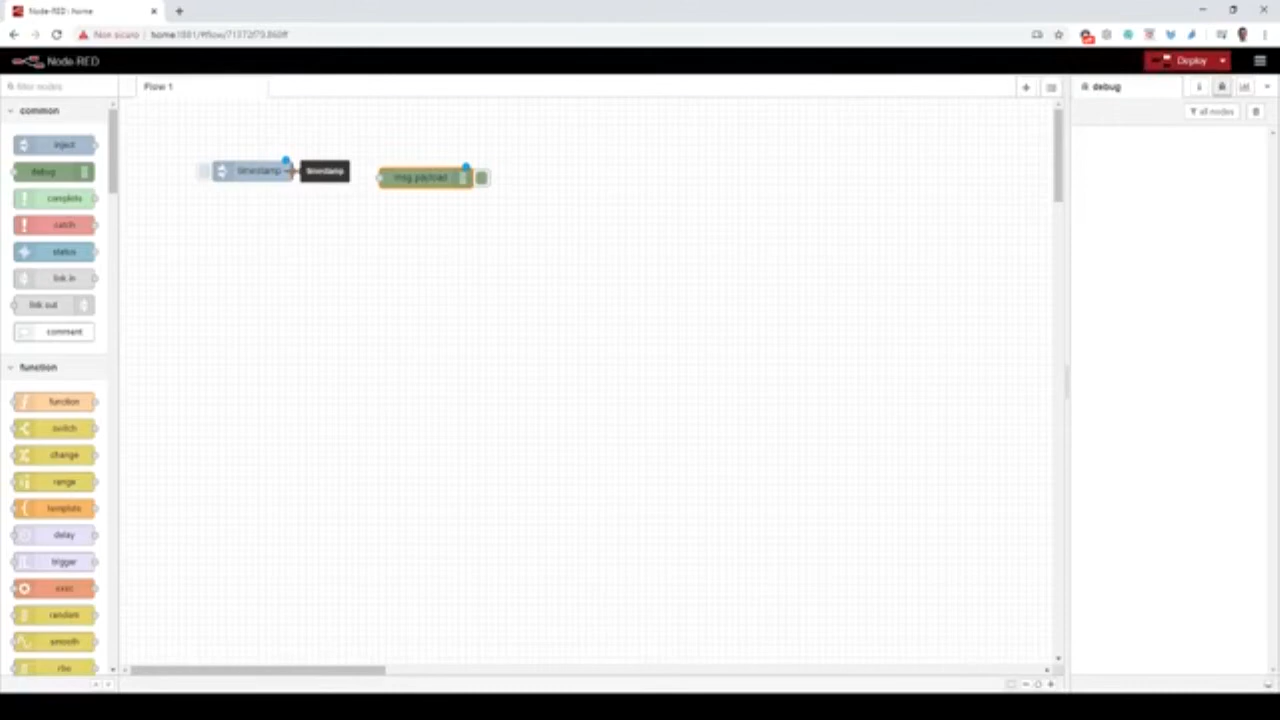 Node-RED : home
Non sicuro
Node-RED
Deploy
filter nodes
Flow 1
debug
all nodes
common
inject
debug
complete
catch
status
link in
link out
comment
timestamp
timestamp
msg.payload
function
function
switch
change
range
template
delay
trigger
exec
random
smooth
rbe